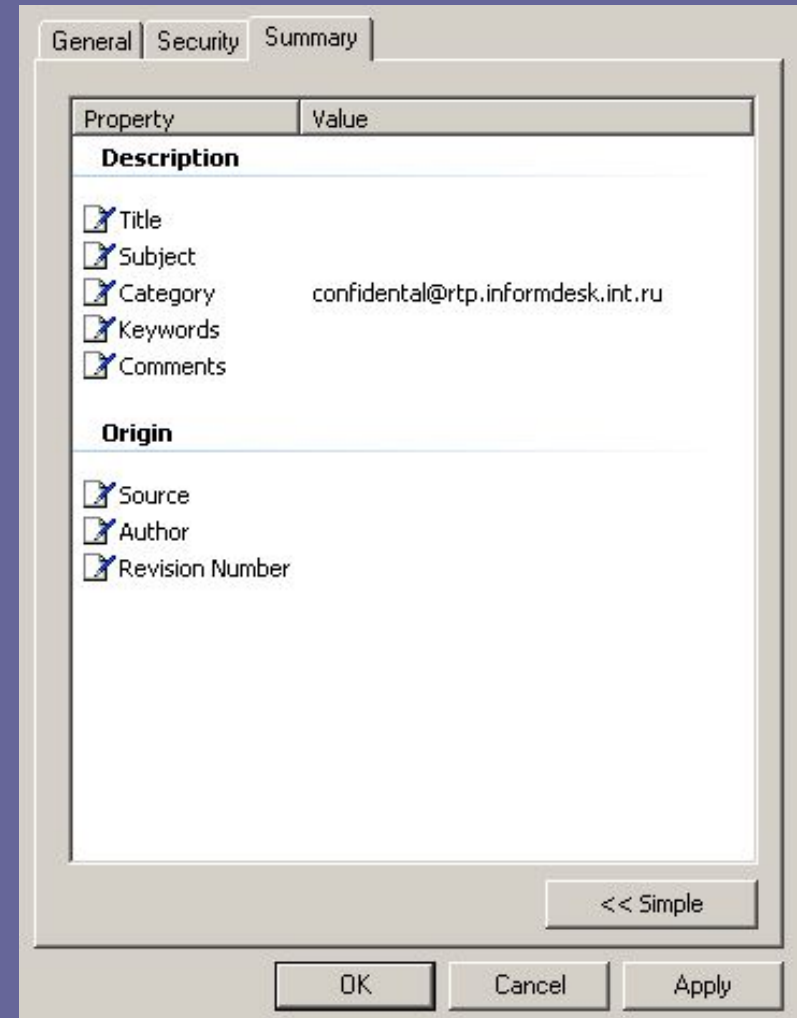 General Security Summary
Property Value
Description
Title
Subject
Category confidental@rtp.informdesk.int.ru
Keywords
Comments
Origin
Source
Author
Revision Number
<< Simple
OK Cancel Apply